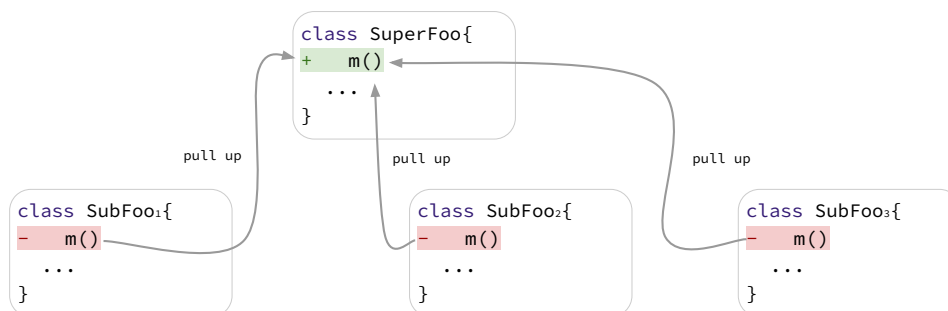 class SuperFoo{
+ m()
...
}
pull up
pull up
pull up
class SubFoo₁{
- m()
...
}
class SubFoo₂{
- m()
...
}
class SubFoo₃{
- m()
...
}